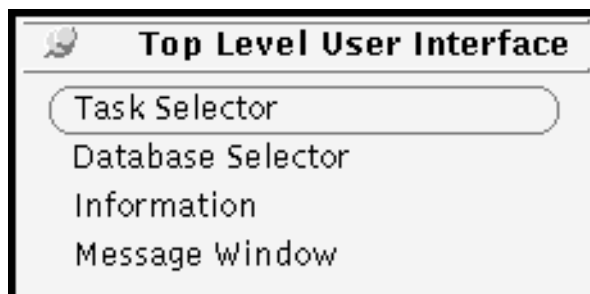 Top Level User Interface
Task Selector
Database Selector
Information
Message Window